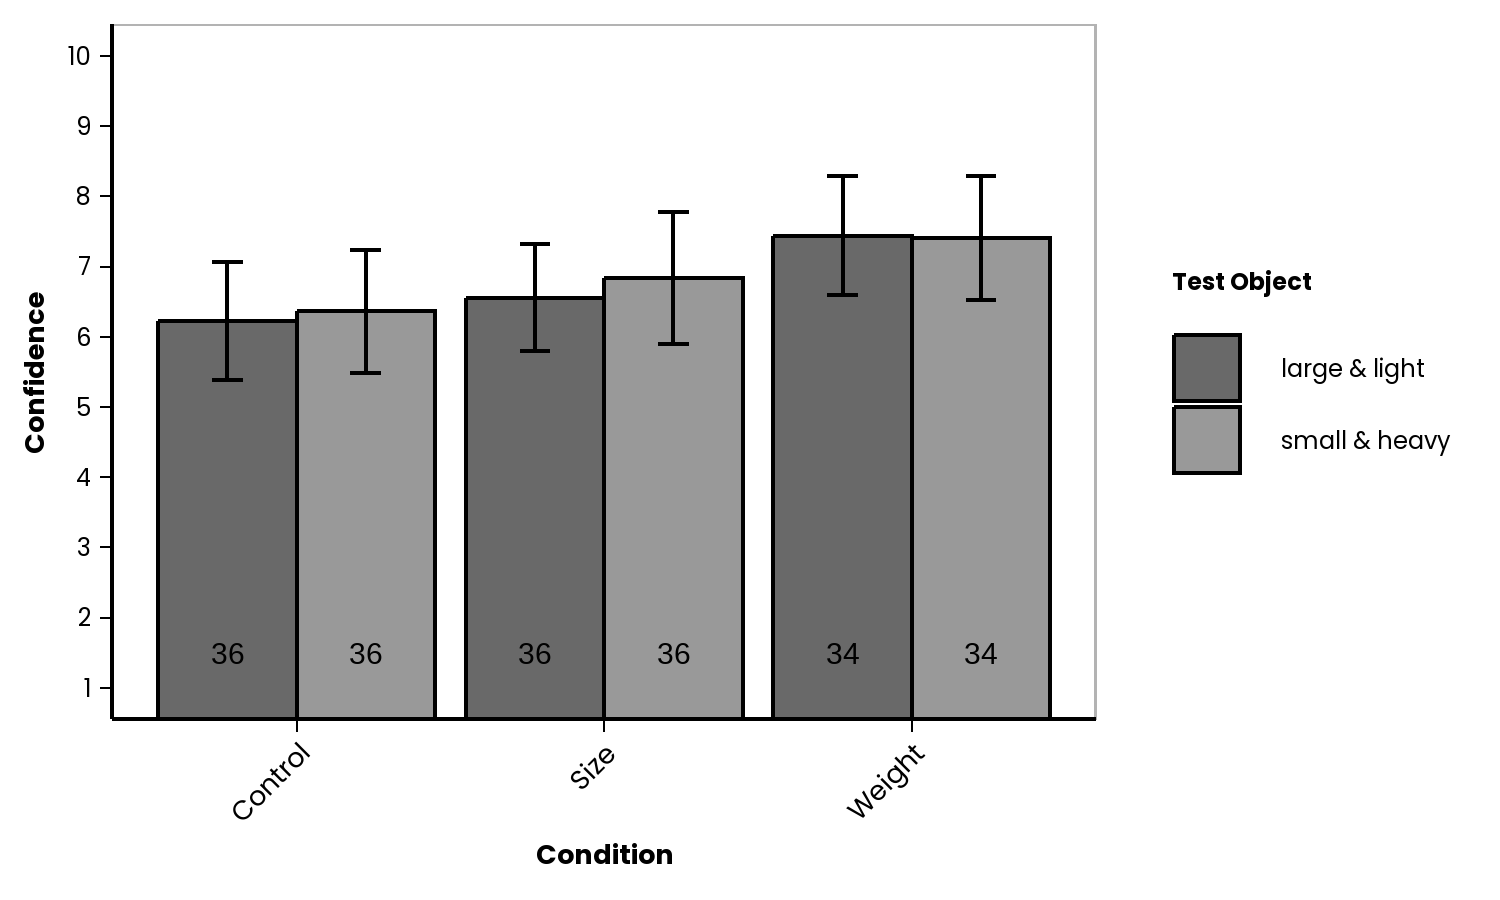 10
9
8
7
6
5
4
3
2
1
Confidence
36 36 36 36 34 34
Control Size Weight
Condition
Test Object
large & light
small & heavy